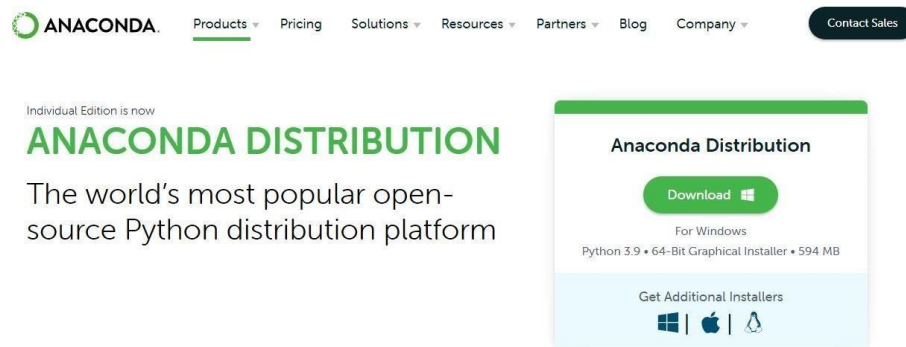 ANACONDA.
Products Pricing Solutions Resources Partners Blog Company Contact Sales
Individual Edition is now
ANACONDA DISTRIBUTION
The world's most popular open-
source Python distribution platform
Anaconda Distribution
Download
For Windows
Python 3.9 • 64-Bit Graphical Installer • 594 MB
Get Additional Installers
| |